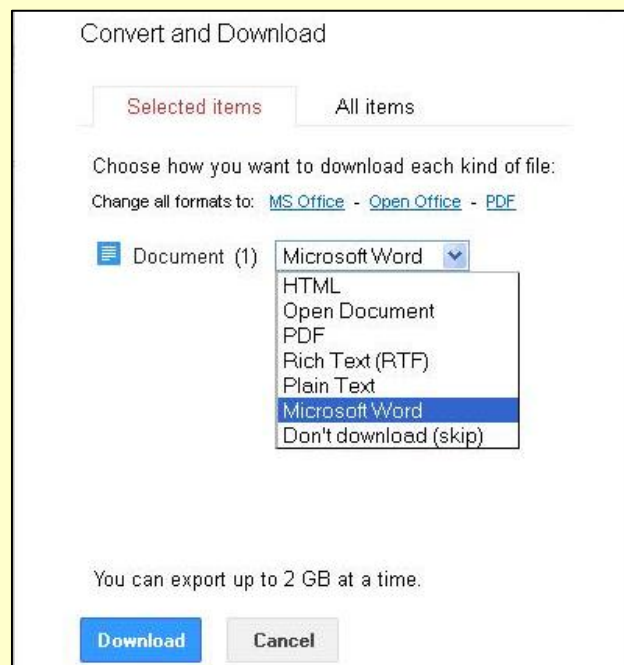 Convert and Download
Selected items All items
Choose how you want to download each kind of file:
Change all formats to: MS Office - Open Office - PDF
Document (1) Microsoft Word
HTML
Open Document
PDF
Rich Text (RTF)
Plain Text
Microsoft Word
Don't download (skip)
You can export up to 2 GB at a time.
Download Cancel